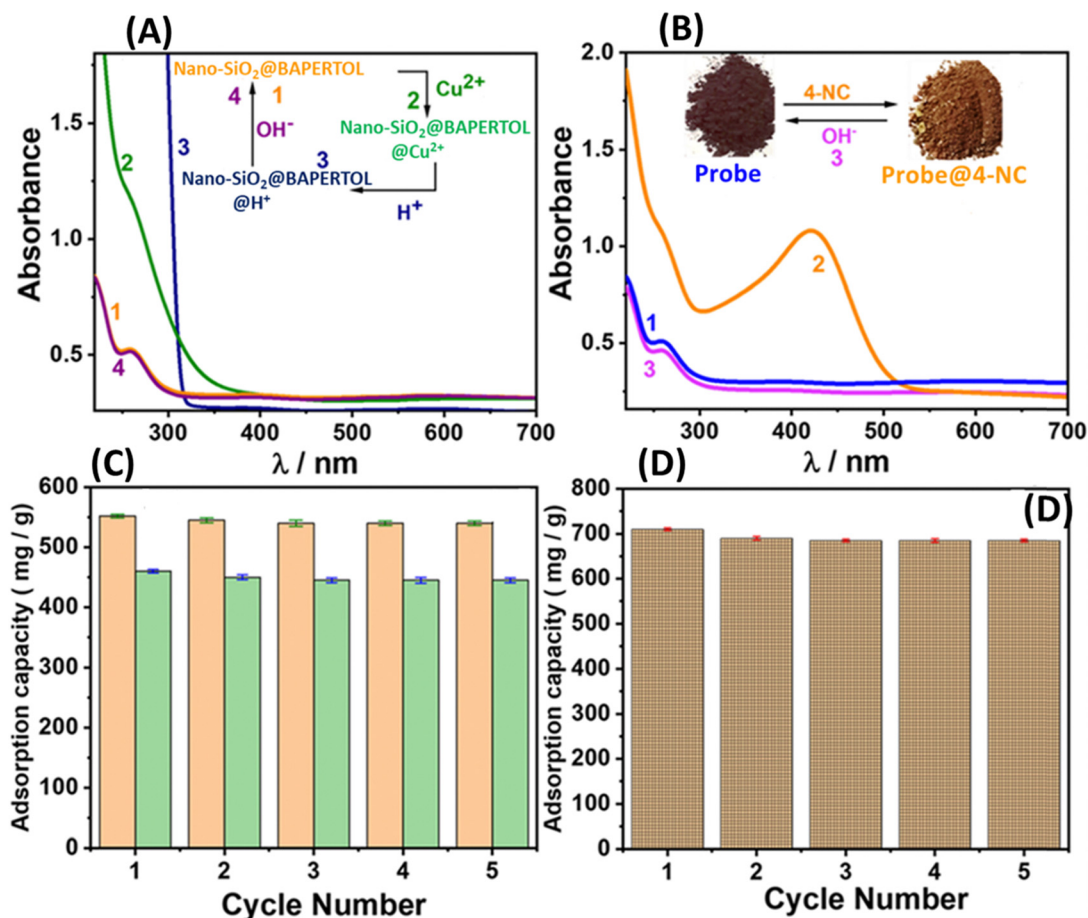 (A)
Absorbance
1.5
1.0
0.5
300 400 500 600 700
λ / nm
Nano-SiO₂@BAPERTOL
4 1
OH⁻
Cu²⁺
2
Nano-SiO₂@BAPERTOL
@Cu²⁺
3
Nano-SiO₂@BAPERTOL
@H⁺
H⁺
3
2
1
4
(B)
Absorbance
2.0
1.5
1.0
0.5
300 400 500 600 700
λ / nm
4-NC
OH⁻
3
Probe
Probe@4-NC
2
1
3
(C)
Adsorption capacity ( mg / g)
600
500
400
300
200
100
0
1 2 3 4 5
Cycle Number
(D)
(D)
Adsorption capacity ( mg / g)
800
700
600
500
400
300
200
100
0
1 2 3 4 5
Cycle Number